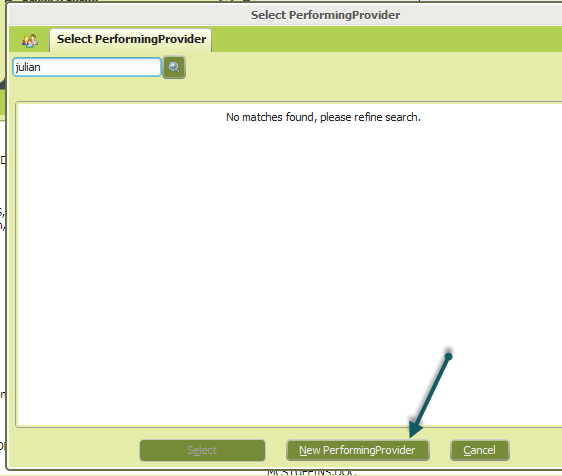 Select PerformingProvider
Select PerformingProvider
julian
No matches found, please refine search.
Select
New PerformingProvider
Cancel